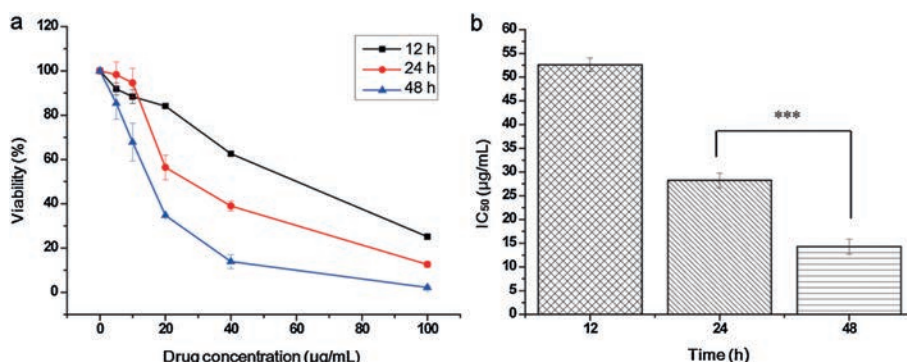 a
120
100
80
60
40
20
0
Viability (%)
12 h
24 h
48 h
0 20 40 60 80 100
Drug concentration (μg/mL)
b
55
50
45
40
35
30
25
20
15
10
5
0
IC₅₀ (μg/mL)
***
12 24 48
Time (h)